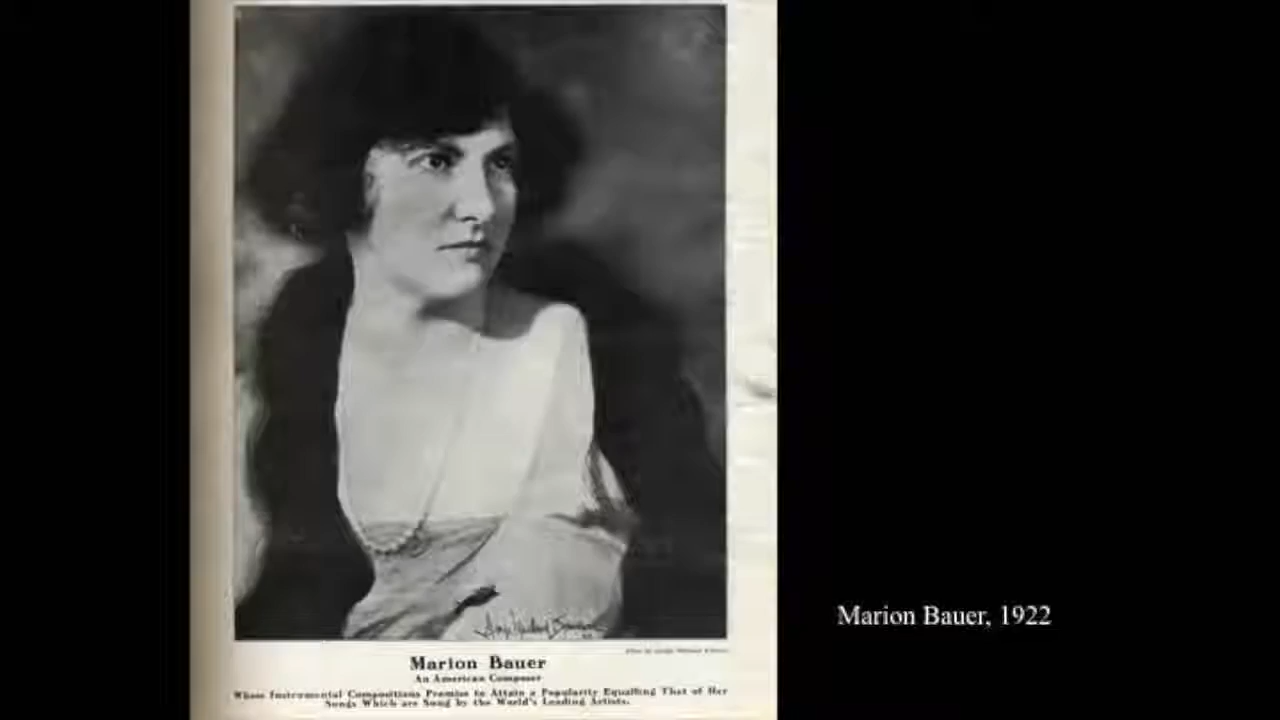 Marion Bauer
An American Composer
Whose Instrumental Compositions Promise to Attain a Popularity Equalling That of Her
Songs Which are Sung by the World's Leading Artists.
Marion Bauer, 1922